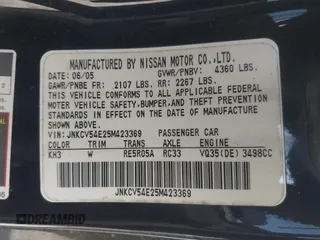 MANUFACTURED BY NISSAN MOTOR CO.,LTD.
DATE 06/05 GVWR/PNBV: 4360 LBS.
GAWR/PNBE FR: 2107 LBS. RR: 2267 LBS.
THIS VEHICLE CONFORMS TO ALL APPLICABLE FEDERAL
MOTOR VEHICLE SAFETY, BUMPER, AND THEFT
PREVENTION STANDARDS IN EFFECT ON THE
DATE OF MANUFACTURE SHOWN ABOVE.
VIN: JNKCV54E25M423369 PASSENGER CAR
COLOR TRIM TRANS AXLE ENGINE
KH3 W RE5R05A RC33 VQ35(DE) 3498CC
JNKCV54E25M423369
DREAMBID